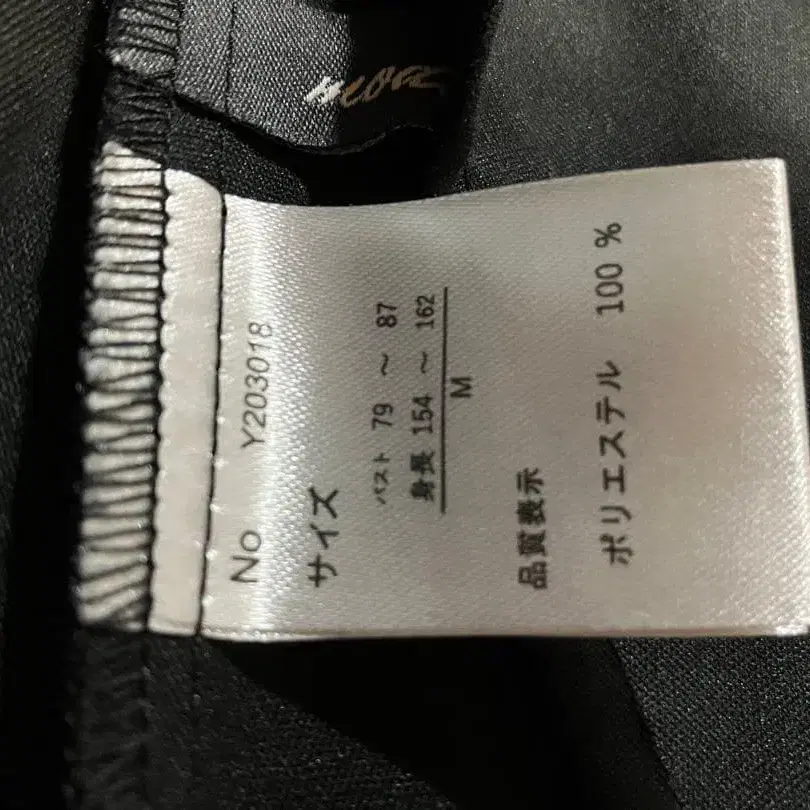 No Y203018
サイズ
バスト 79 ～ 87
身長 154 ～ 162
M
品質表示
ポリエステル 100 %